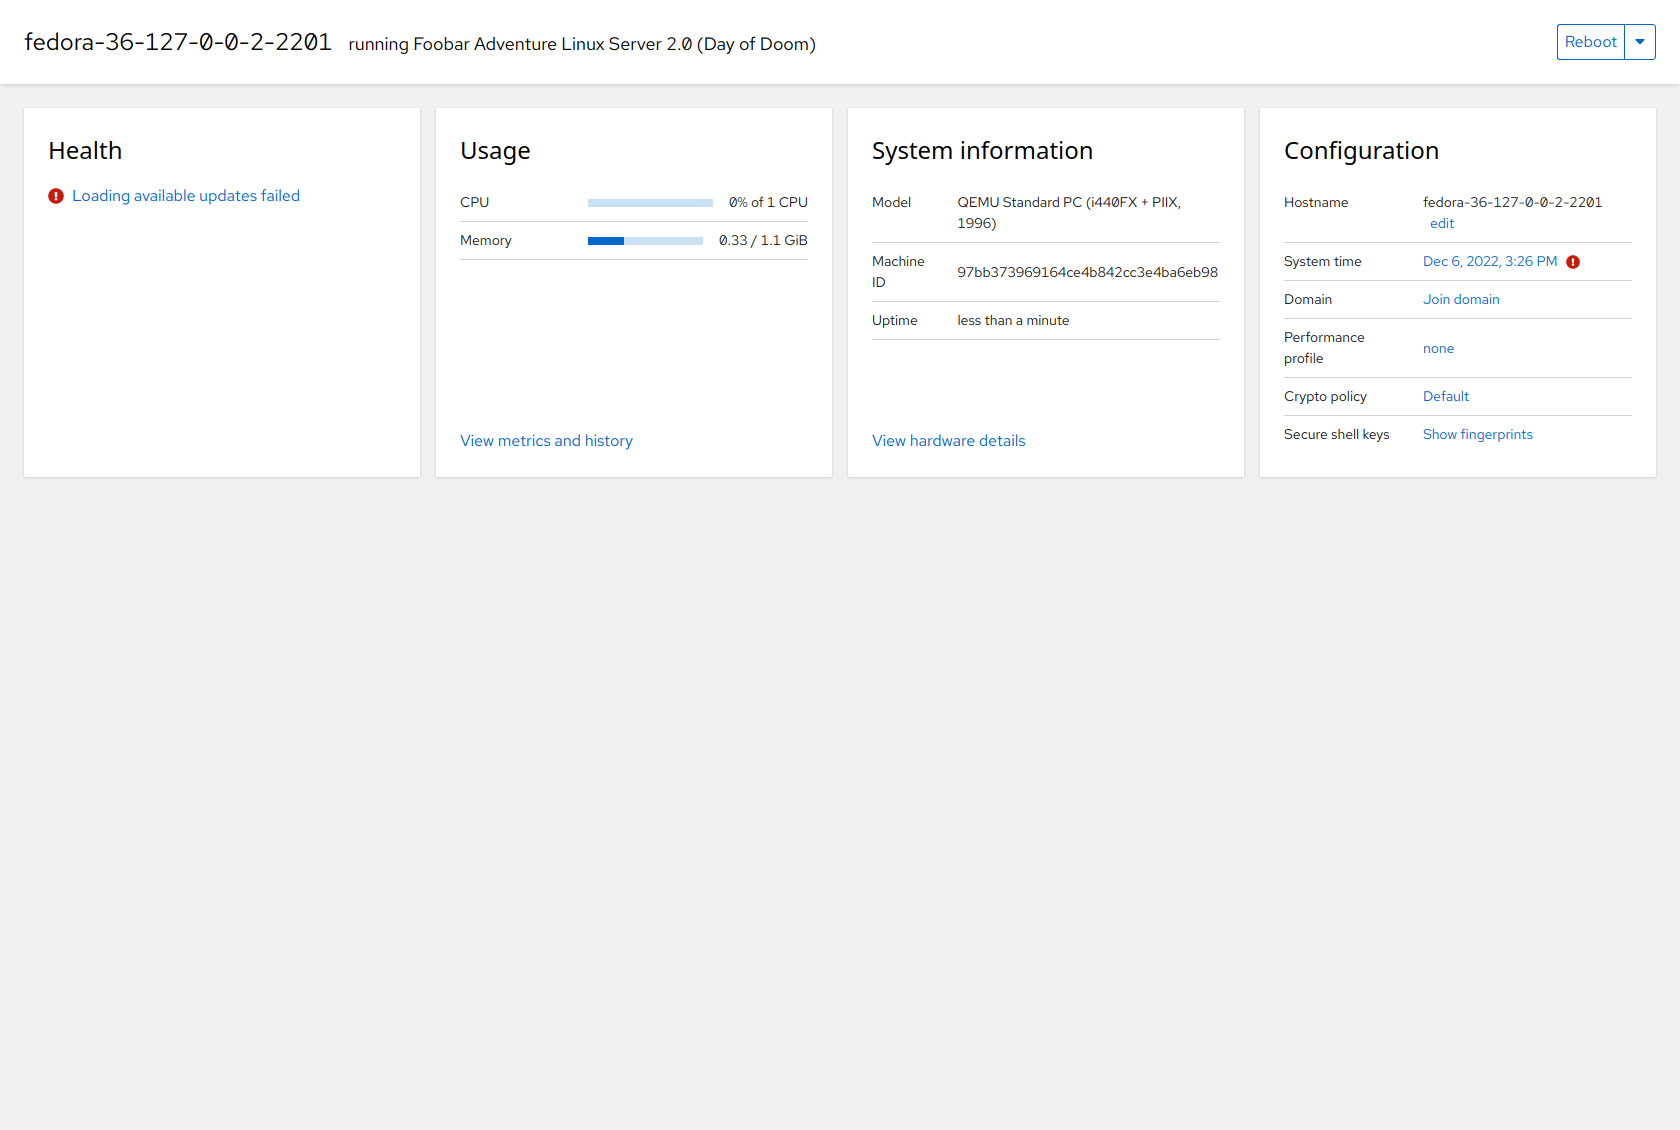 fedora-36-127-0-0-2-2201 running Foobar Adventure Linux Server 2.0 (Day of Doom)
Reboot
Health
Loading available updates failed
Usage
CPU 0% of 1 CPU
Memory 0.33 / 1.1 GiB
View metrics and history
System information
Model QEMU Standard PC (i440FX + PIIX,
1996)
Machine
ID
97bb373969164ce4b842cc3e4ba6eb98
Uptime less than a minute
View hardware details
Configuration
Hostname fedora-36-127-0-0-2-2201
edit
System time Dec 6, 2022, 3:26 PM
Domain Join domain
Performance
profile
none
Crypto policy Default
Secure shell keys Show fingerprints